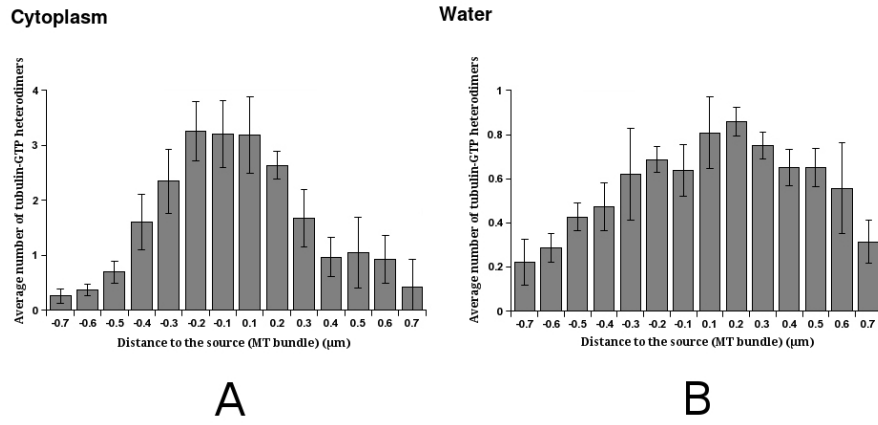 Cytoplasm
Water
Average number of tubulin-GTP heterodimers
4
3
2
1
0
-0.7 -0.6 -0.5 -0.4 -0.3 -0.2 -0.1 0.1 0.2 0.3 0.4 0.5 0.6 0.7
Distance to the source (MT bundle) (μm)
A
Average number of tubulin-GTP heterodimers
1
0.8
0.6
0.4
0.2
0
-0.7 -0.6 -0.5 -0.4 -0.3 -0.2 -0.1 0.1 0.2 0.3 0.4 0.5 0.6 0.7
Distance to the source (MT bundle) (μm)
B